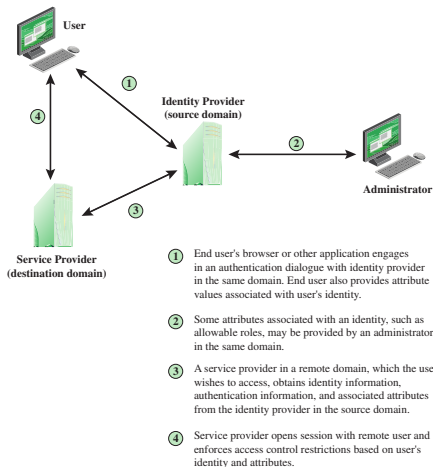 User
1
Identity Provider
(source domain)
4
2
Administrator
3
Service Provider
(destination domain)
1 End user's browser or other application engages
in an authentication dialogue with identity provider
in the same domain. End user also provides attribute
values associated with user's identity.
2 Some attributes associated with an identity, such as
allowable roles, may be provided by an administrator
in the same domain.
3 A service provider in a remote domain, which the use
wishes to access, obtains identity information,
authentication information, and associated attributes
from the identity provider in the source domain.
4 Service provider opens session with remote user and
enforces access control restrictions based on user's
identity and attributes.